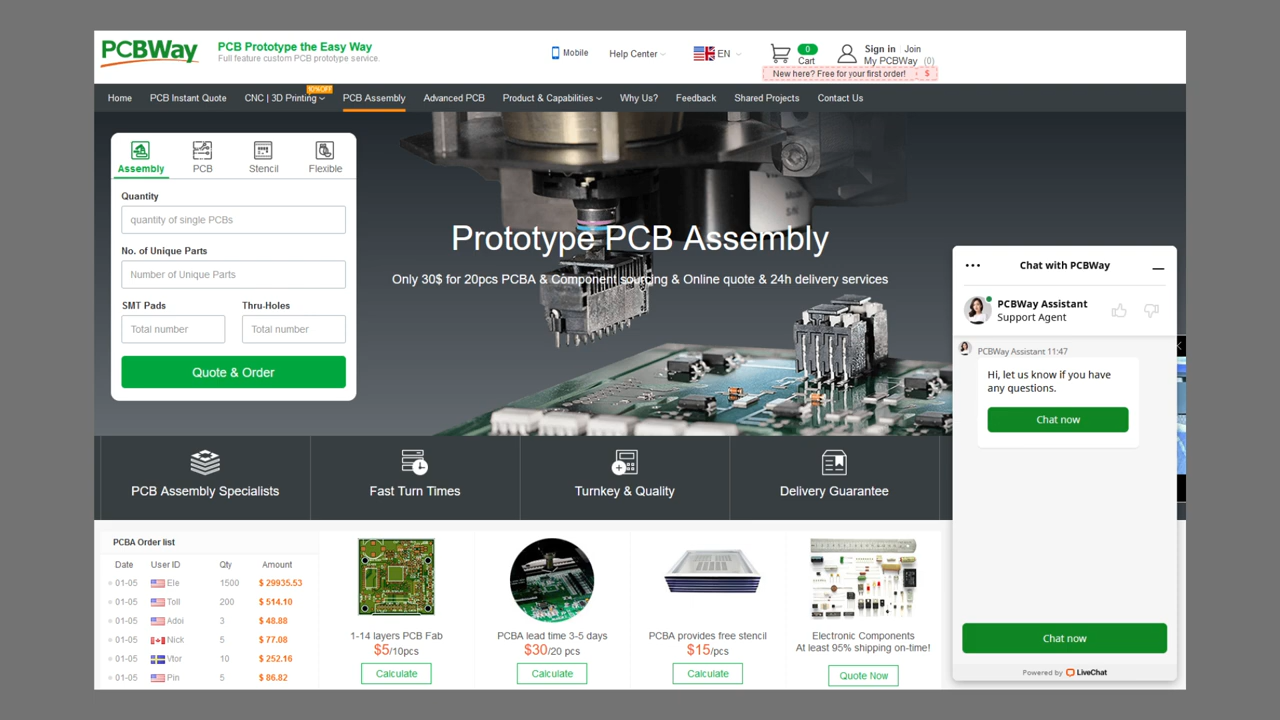 PCBWay
PCB Prototype the Easy Way
Full feature custom PCB prototype service.
Mobile
Help Center
EN
0
Cart
Sign in
Join
My PCBWay (0)
New here? Free for your first order! $
Home
PCB Instant Quote
CNC | 3D Printing
10%OFF
PCB Assembly
Advanced PCB
Product & Capabilities
Why Us?
Feedback
Shared Projects
Contact Us
Assembly
PCB
Stencil
Flexible
Quantity
quantity of single PCBs
No. of Unique Parts
Number of Unique Parts
SMT Pads
Thru-Holes
Total number
Total number
Quote & Order
Prototype PCB Assembly
Only 30$ for 20pcs PCBA & Component sourcing & Online quote & 24h delivery services
PCB Assembly Specialists
Fast Turn Times
Turnkey & Quality
Delivery Guarantee
PCBA Order list
Date User ID Qty Amount
01-05 Ele 1500 $ 29935.53
01-05 Toll 200 $ 514.10
01-05 Adoi 3 $ 48.88
01-05 Nick 5 $ 77.08
01-05 Vtor 10 $ 252.16
01-05 Pin 5 $ 86.82
1-14 layers PCB Fab
$5/10pcs
Calculate
PCBA lead time 3-5 days
$30/20 pcs
Calculate
PCBA provides free stencil
$15/pcs
Calculate
Electronic Components
At least 95% shipping on-time!
Quote Now
Chat with PCBWay
PCBWay Assistant
Support Agent
PCBWay Assistant 11:47
Hi, let us know if you have
any questions.
Chat now
Chat now
Powered by LiveChat